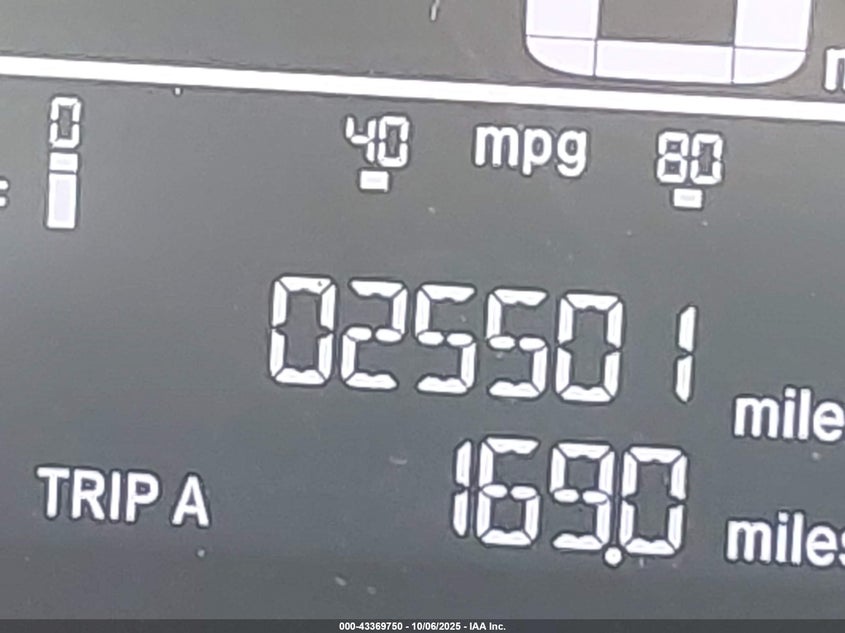 0 40 mpg 80
025501 mile
TRIP A 169.0 miles
000-43369750 - 10/06/2025 - IAA Inc.